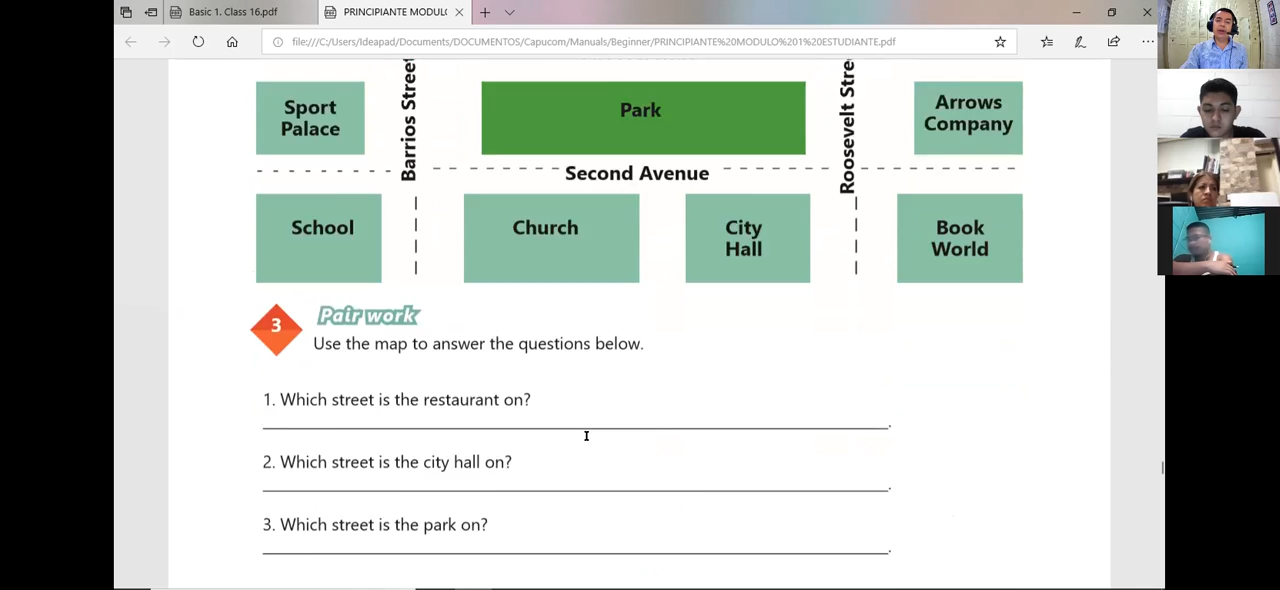 Basic 1. Class 16.pdf
PRINCIPIANTE MODULO
file:///C:/Users/Ideapad/Documents/DOCUMENTOS/Capucom/Manuals/Beginner/PRINCIPIANTE%20MODULO%201%20ESTUDIANTE.pdf
Sport
Palace
Barrios Street
Park
Roosevelt Stre
Arrows
Company
Second Avenue
School
Church
City
Hall
Book
World
3
Pair work
Use the map to answer the questions below.
1. Which street is the restaurant on?
2. Which street is the city hall on?
3. Which street is the park on?